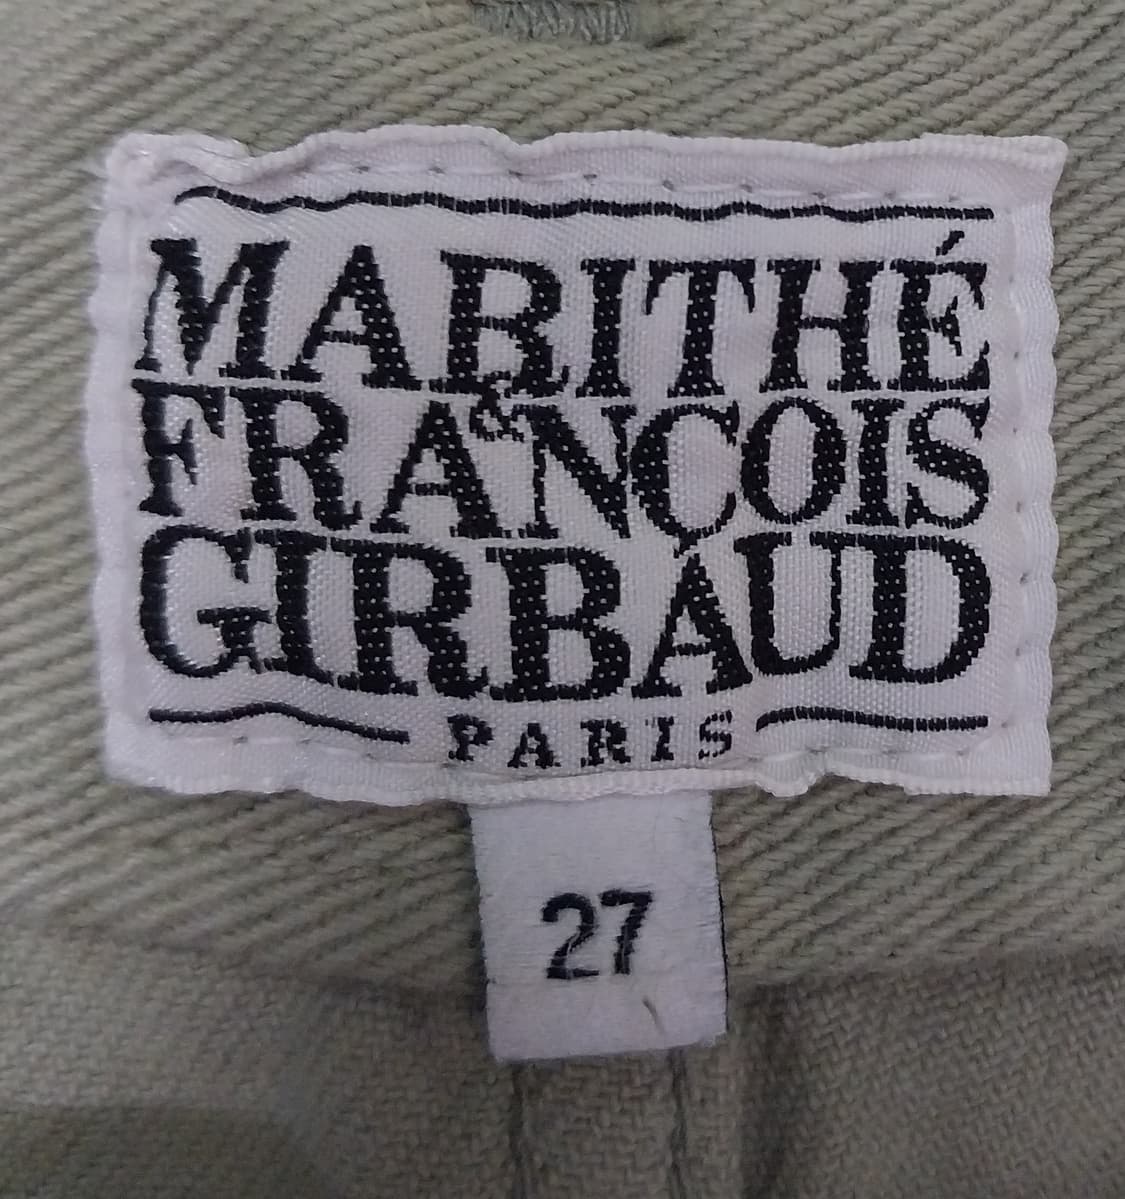 MARITHÉ
&
FRANÇOIS
GIRBAUD
PARIS
27